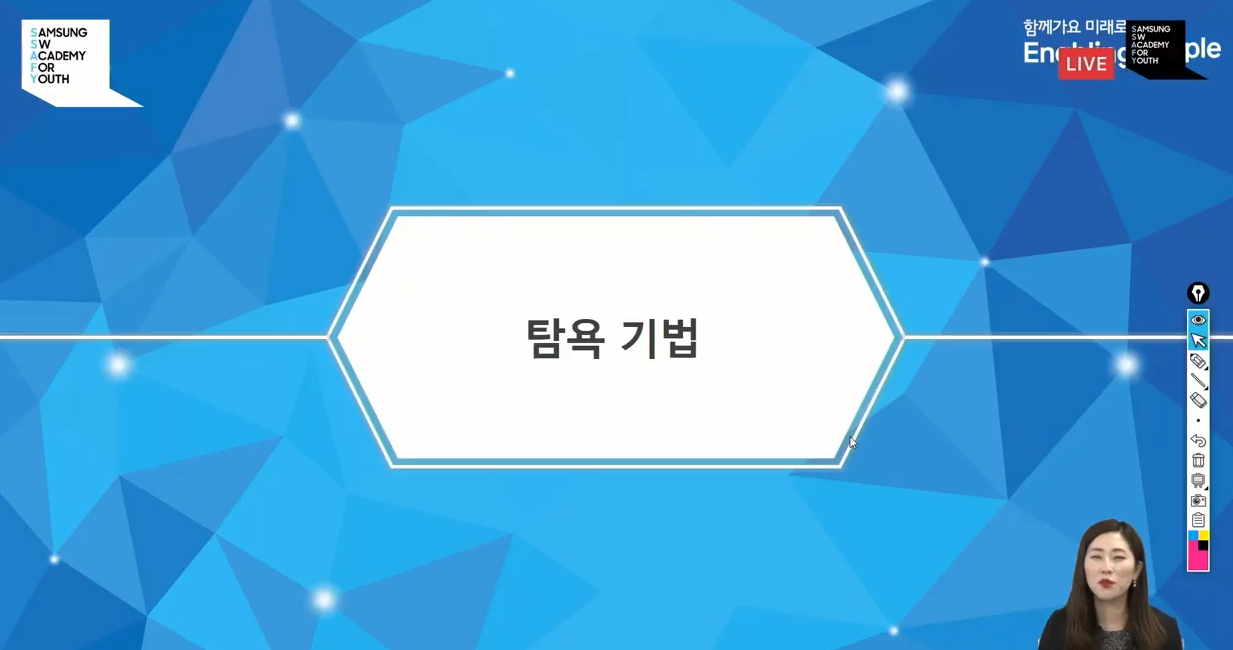 SAMSUNG
SW
ACADEMY
FOR
YOUTH
함께가요 미래로
LIVE
SAMSUNG
SW
ACADEMY
FOR
YOUTH
탐욕 기법